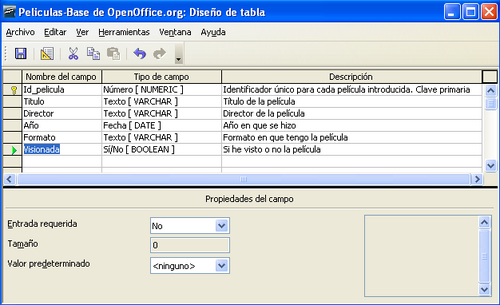 Peliculas-Base de OpenOffice.org: Diseño de tabla
Archivo Editar Ver Herramientas Ventana Ayuda
Nombre del campo Tipo de campo Descripción
Id_pelicula Número [ NUMERIC ] Identificador único para cada película introducida. Clave primaria
Titulo Texto [ VARCHAR ] Título de la película
Director Texto [ VARCHAR ] Director de la película
Año Fecha [ DATE ] Año en que se hizo
Formato Texto [ VARCHAR ] Formato en que tengo la película
Visionada Sí/No [ BOOLEAN ] Si he visto o no la película
Propiedades del campo
Entrada requerida No
Tamaño 0
Valor predeterminado <ninguno>